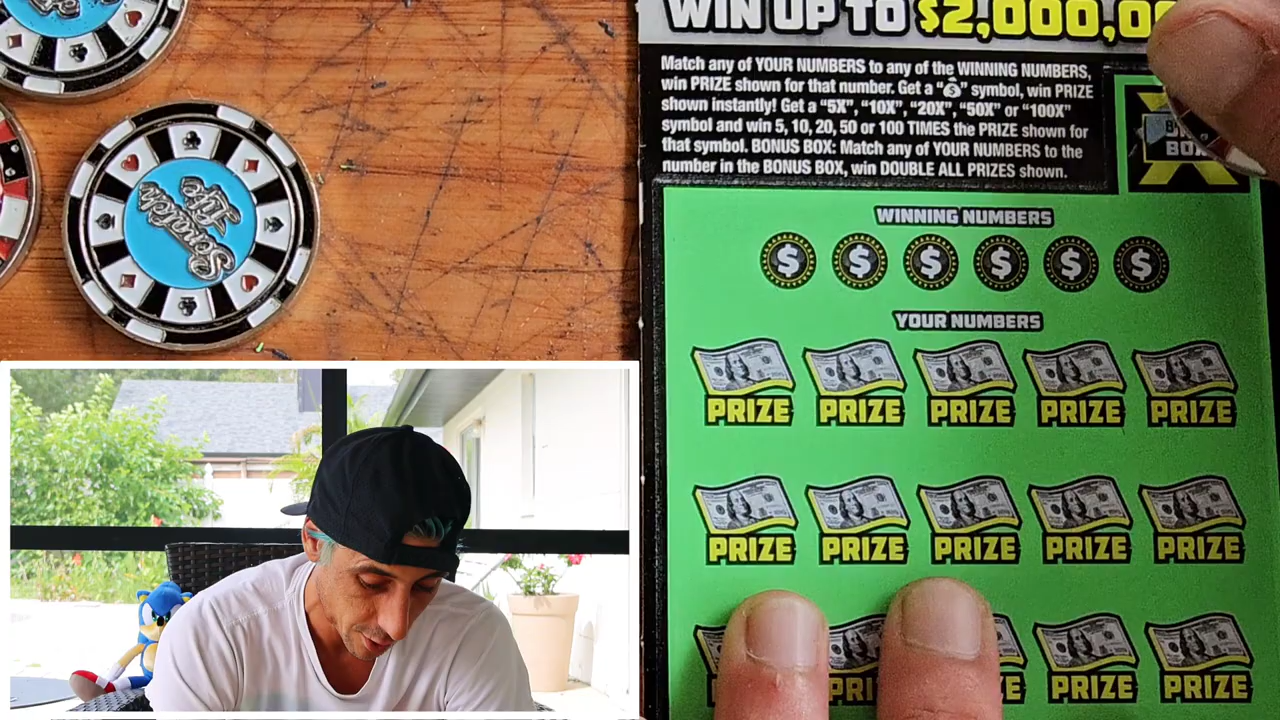 WIN UP TO $2,000,0
Match any of YOUR NUMBERS to any of the WINNING NUMBERS,
win PRIZE shown for that number. Get a "$" symbol, win PRIZE
shown instantly! Get a "5X", "10X", "20X", "50X" or "100X"
symbol and win 5, 10, 20, 50 or 100 TIMES the PRIZE shown for
that symbol. BONUS BOX: Match any of YOUR NUMBERS to the
number in the BONUS BOX, win DOUBLE ALL PRIZES shown.
BOX
WINNING NUMBERS
$ $ $ $ $ $
YOUR NUMBERS
PRIZE PRIZE PRIZE PRIZE PRIZE
PRIZE PRIZE PRIZE PRIZE PRIZE
PRIZE PRIZE
Scratch
Life